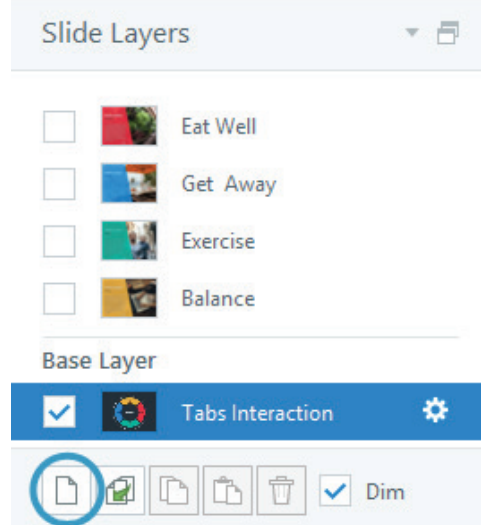 Slide Layers
Eat Well
Get Away
Exercise
Balance
Base Layer
Tabs Interaction
Dim